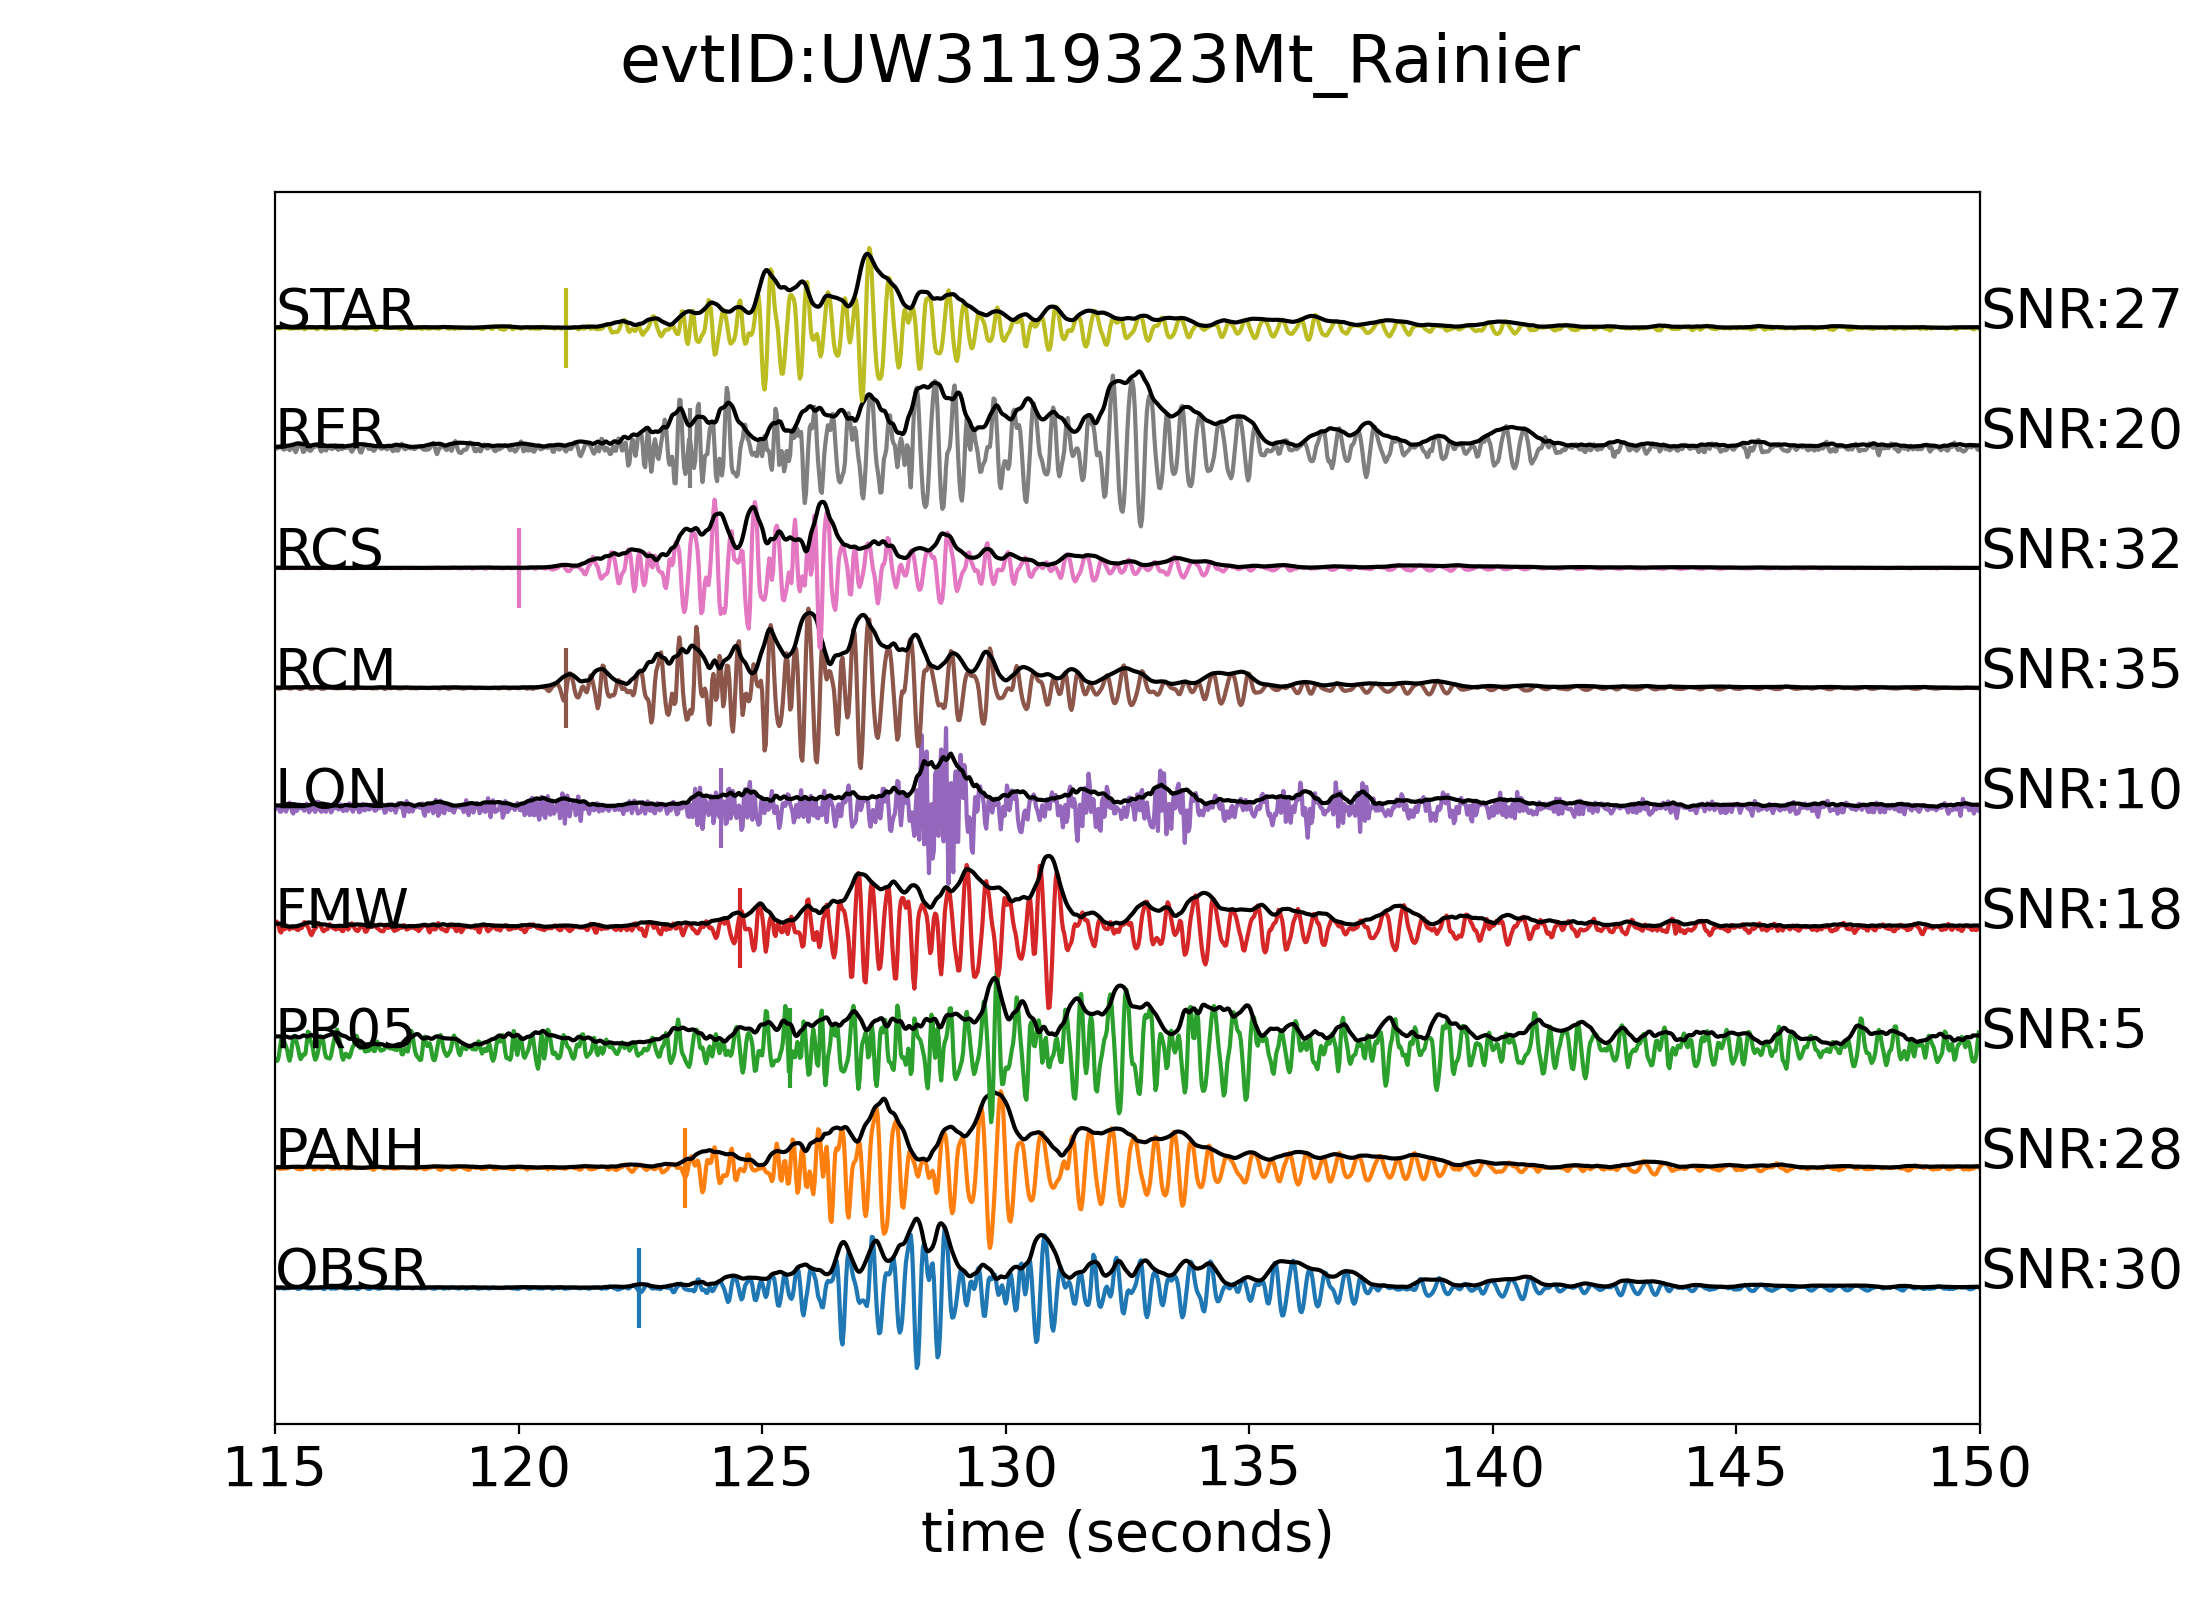 evtID:UW3119323Mt_Rainier
STAR SNR:27
RER SNR:20
RCS SNR:32
RCM SNR:35
LON SNR:10
FMW SNR:18
PR05 SNR:5
PANH SNR:28
OBSR SNR:30
115 120 125 130 135 140 145 150
time (seconds)